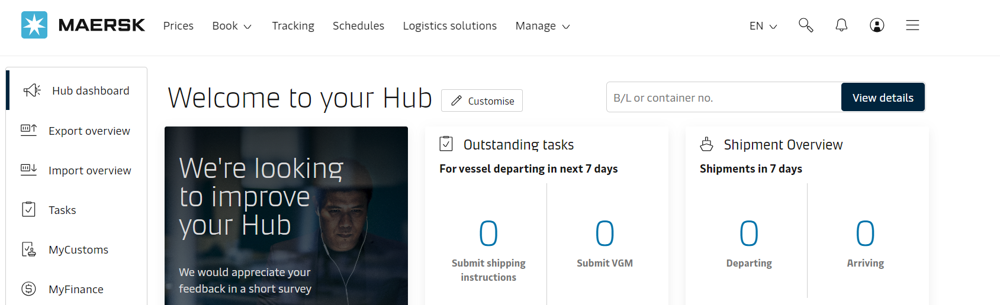 MAERSK
Prices
Book
Tracking
Schedules
Logistics solutions
Manage
EN
Hub dashboard
Export overview
Import overview
Tasks
MyCustoms
MyFinance
Welcome to your Hub
Customise
B/L or container no.
View details
We're looking
to improve
your Hub
We would appreciate your
feedback in a short survey
Outstanding tasks
For vessel departing in next 7 days
0
Submit shipping
instructions
0
Submit VGM
Shipment Overview
Shipments in 7 days
0
Departing
0
Arriving